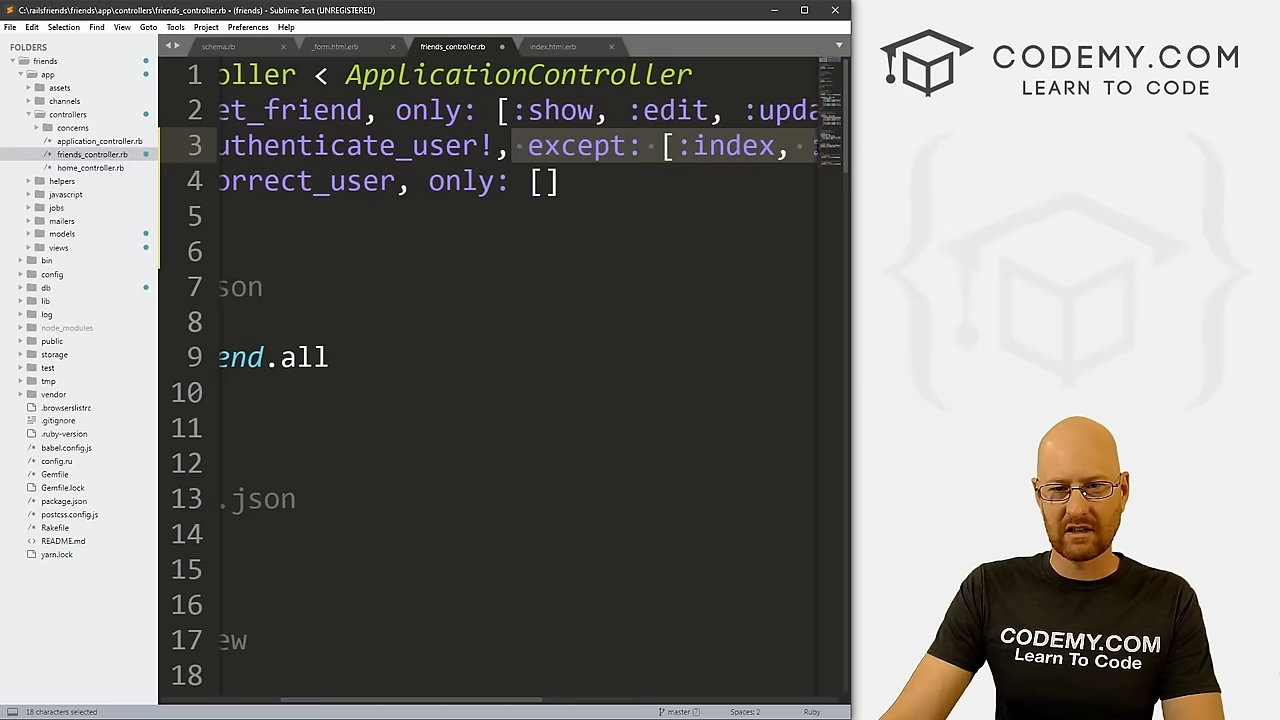 C:\railsfriends\friends\app\controllers\friends_controller.rb • (friends) - Sublime Text (UNREGISTERED)
File Edit Selection Find View Goto Tools Project Preferences Help
FOLDERS
friends
app
assets
channels
controllers
concerns
application_controller.rb
friends_controller.rb
home_controller.rb
helpers
javascript
jobs
mailers
models
views
bin
config
db
lib
log
node_modules
public
storage
test
tmp
vendor
.browserslistrc
.gitignore
.ruby-version
babel.config.js
config.ru
Gemfile
Gemfile.lock
package.json
postcss.config.js
Rakefile
README.md
yarn.lock
schema.rb
_form.html.erb
friends_controller.rb
index.html.erb
1 oller < ApplicationController
2 et_friend, only: [:show, :edit, :upda
3 uthenticate_user!, except: [:index,
4 orrect_user, only: []
5
6
7 son
8
9 end.all
10
11
12
13 .json
14
15
16
17 ew
18
18 characters selected
master
Spaces: 2
Ruby
CODEMY.COM
LEARN TO CODE
CODEMY.COM
Learn To Code